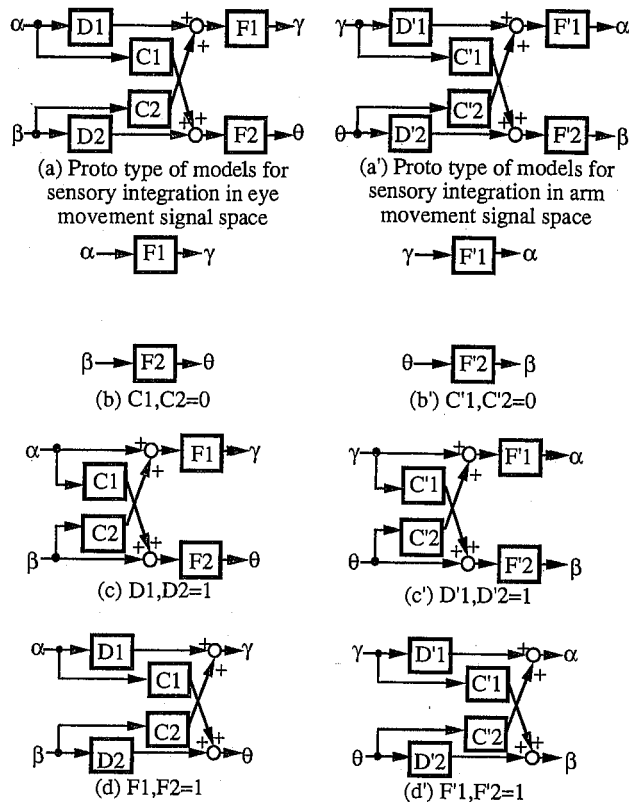 α D1 + F1 γ
+
C1
C2
+ +
β D2 F2 θ
(a) Proto type of models for
sensory integration in eye
movement signal space
γ D'1 + F'1 α
+
C'1
C'2
+ +
θ D'2 F'2 β
(a') Proto type of models for
sensory integration in arm
movement signal space
α F1 γ
β F2 θ
(b) C1,C2=0
γ F'1 α
θ F'2 β
(b') C'1,C'2=0
α + F1 γ
+
C1
C2
+ +
β F2 θ
(c) D1,D2=1
γ + F'1 α
+
C'1
C'2
+ +
θ F'2 β
(c') D'1,D'2=1
α D1 + γ
+
C1
C2
+ +
β D2 θ
(d) F1,F2=1
γ D'1 + α
+
C'1
C'2
+ +
θ D'2 β
(d') F'1,F'2=1